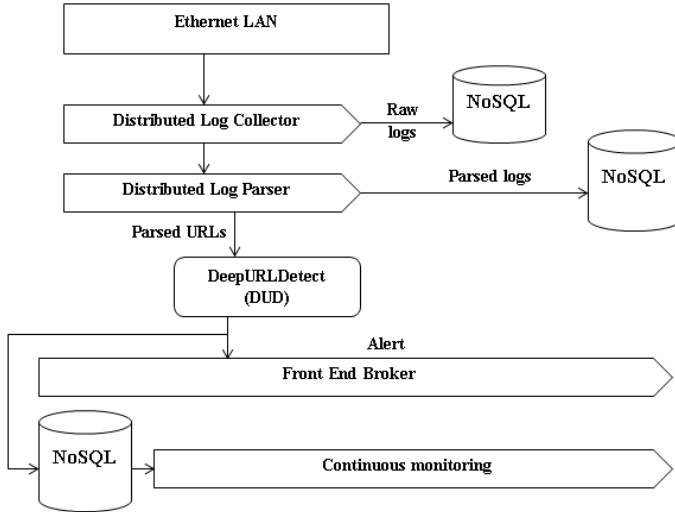 Ethernet LAN
Distributed Log Collector
Raw
logs
NoSQL
Distributed Log Parser
Parsed logs
NoSQL
Parsed URLs
DeepURLDetect
(DUD)
Alert
Front End Broker
NoSQL
Continuous monitoring